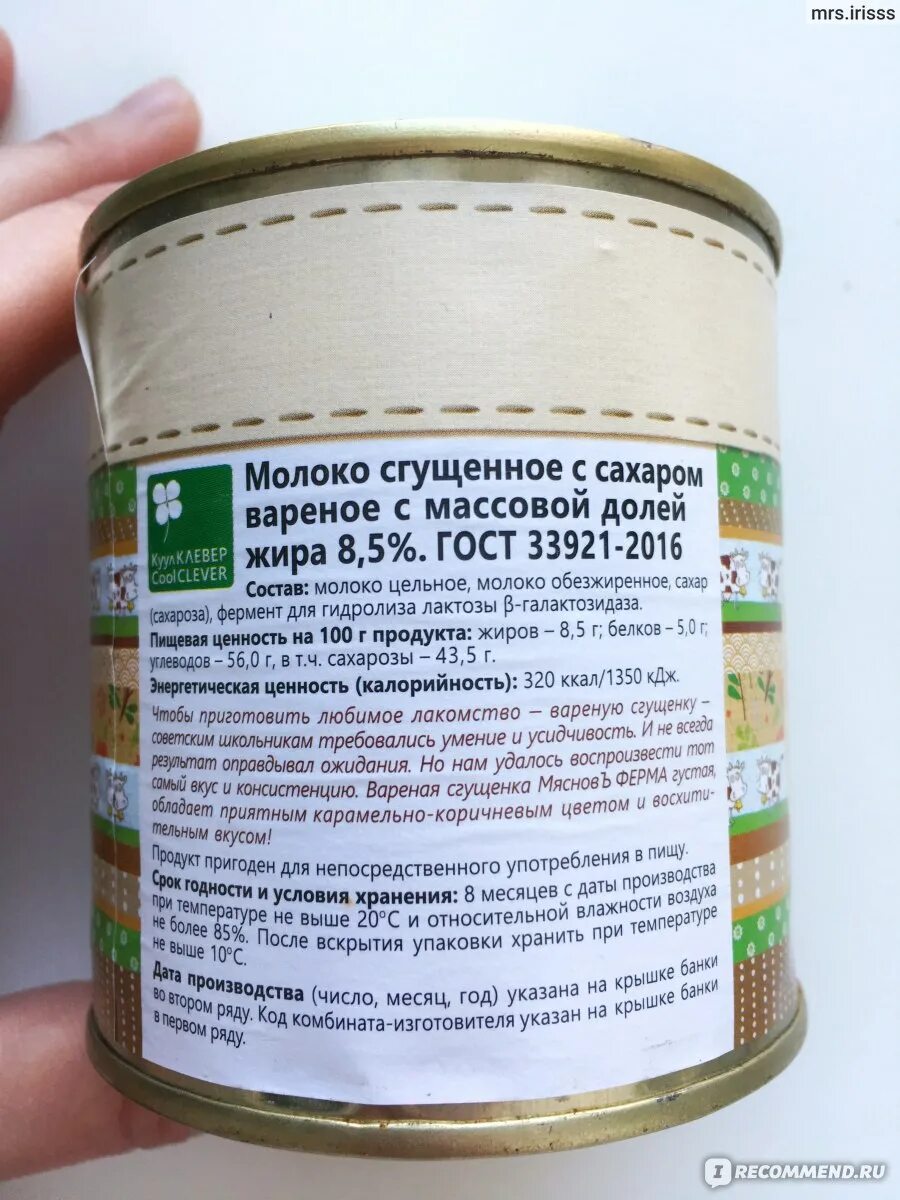 mrs.irisss
КуулКЛЕВЕР
CoolCLEVER
Молоко сгущенное с сахаром
вареное с массовой долей
жира 8,5%. ГОСТ 33921-2016
Состав: молоко цельное, молоко обезжиренное, сахар
(сахароза), фермент для гидролиза лактозы β-галактозидаза.
Пищевая ценность на 100 г продукта: жиров – 8,5 г; белков – 5,0 г;
углеводов – 56,0 г, в т.ч. сахарозы – 43,5 г.
Энергетическая ценность (калорийность): 320 ккал/1350 кДж.
Чтобы приготовить любимое лакомство – вареную сгущенку –
советским школьникам требовались умение и усидчивость. И не всегда
результат оправдывал ожидания. Но нам удалось воспроизвести тот
самый вкус и консистенцию. Вареная сгущенка МясновЪ ФЕРМА густая,
обладает приятным карамельно-коричневым цветом и восхити-
тельным вкусом!
Продукт пригоден для непосредственного употребления в пищу.
Срок годности и условия хранения: 8 месяцев с даты производства
при температуре не выше 20°С и относительной влажности воздуха
не более 85%. После вскрытия упаковки хранить при температуре
не выше 10°С.
Дата производства (число, месяц, год) указана на крышке банки
во втором ряду. Код комбината-изготовителя указан на крышке банки
в первом ряду.
IRECOMMEND.RU